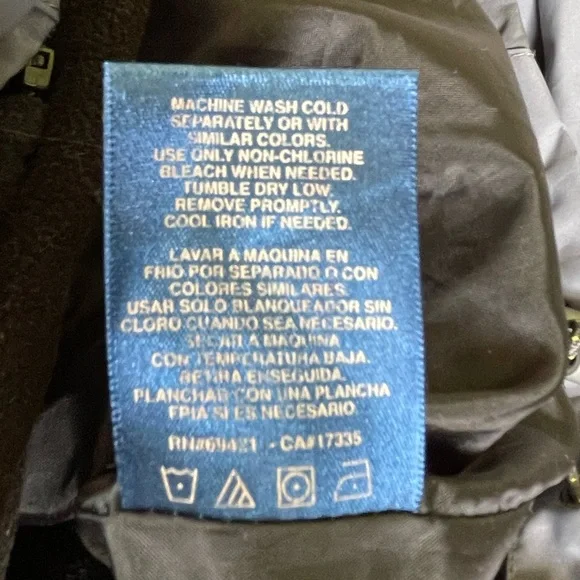 MACHINE WASH COLD
SEPARATELY OR WITH
SIMILAR COLORS.
USE ONLY NON-CHLORINE
BLEACH WHEN NEEDED.
TUMBLE DRY LOW.
REMOVE PROMPTLY.
COOL IRON IF NEEDED.
LAVAR A MAQUINA EN
FRIO POR SEPARADO O CON
COLORES SIMILARES.
USAR SOLO BLANQUEADOR SIN
CLORO CUANDO SEA NECESARIO.
SECAR A MAQUINA
CON TEMPERATURA BAJA.
RETIRA ENSEGUIDA.
PLANCHAR CON UNA PLANCHA
FRIA SI ES NECESARIO
RN#69421 - CA#17335